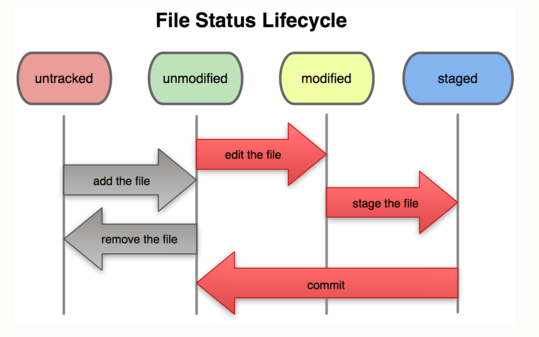 File Status Lifecycle
untracked
unmodified
modified
staged
edit the file
add the file
stage the file
remove the file
commit